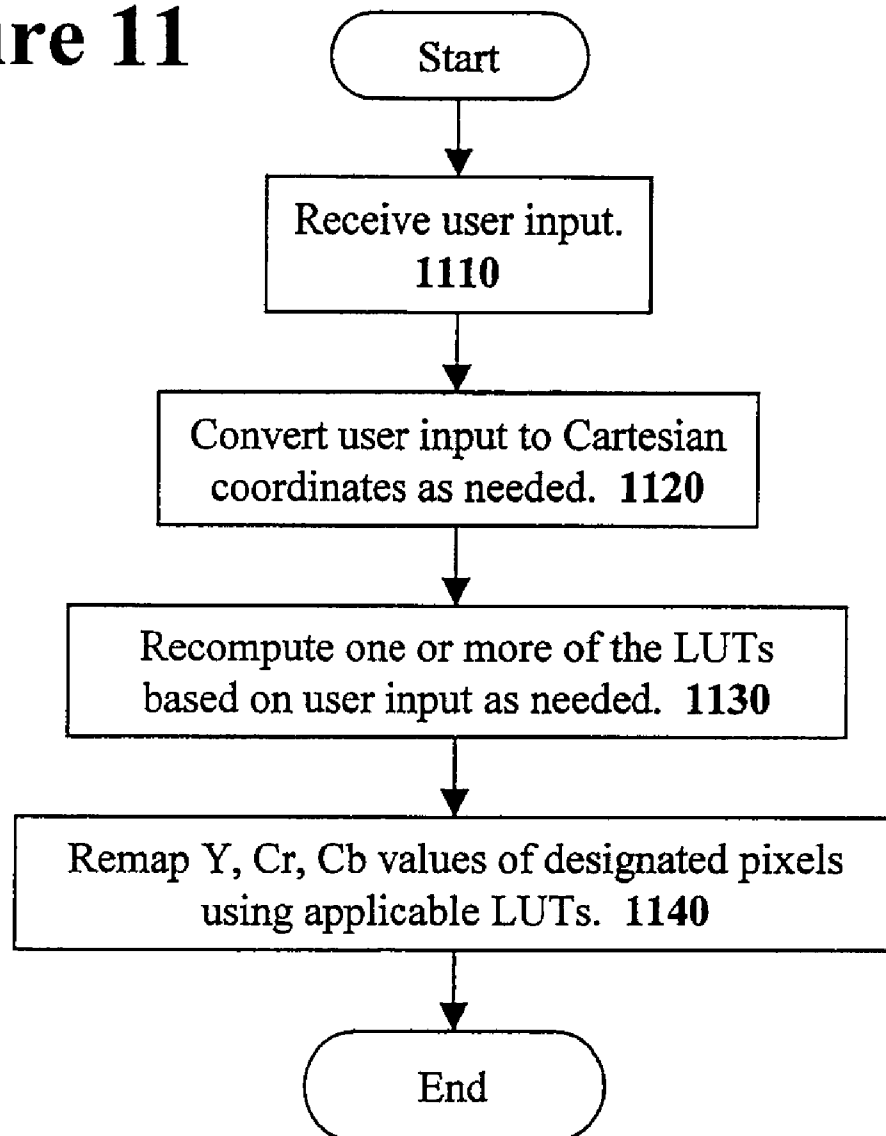 ure 11
Start
Receive user input.
1110
Convert user input to Cartesian
coordinates as needed. 1120
Recompute one or more of the LUTs
based on user input as needed. 1130
Remap Y, Cr, Cb values of designated pixels
using applicable LUTs. 1140
End